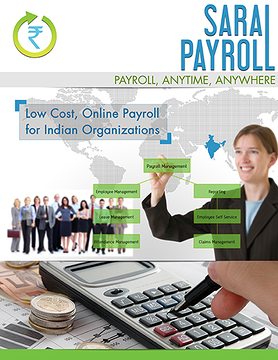 SARAL
PAYROLL
PAYROLL, ANYTIME, ANYWHERE
Low Cost, Online Payroll
for Indian Organizations
Payroll Management
Employee Management
Reporting
Leave Management
Employee Self Service
Attendance Management
Claims Management